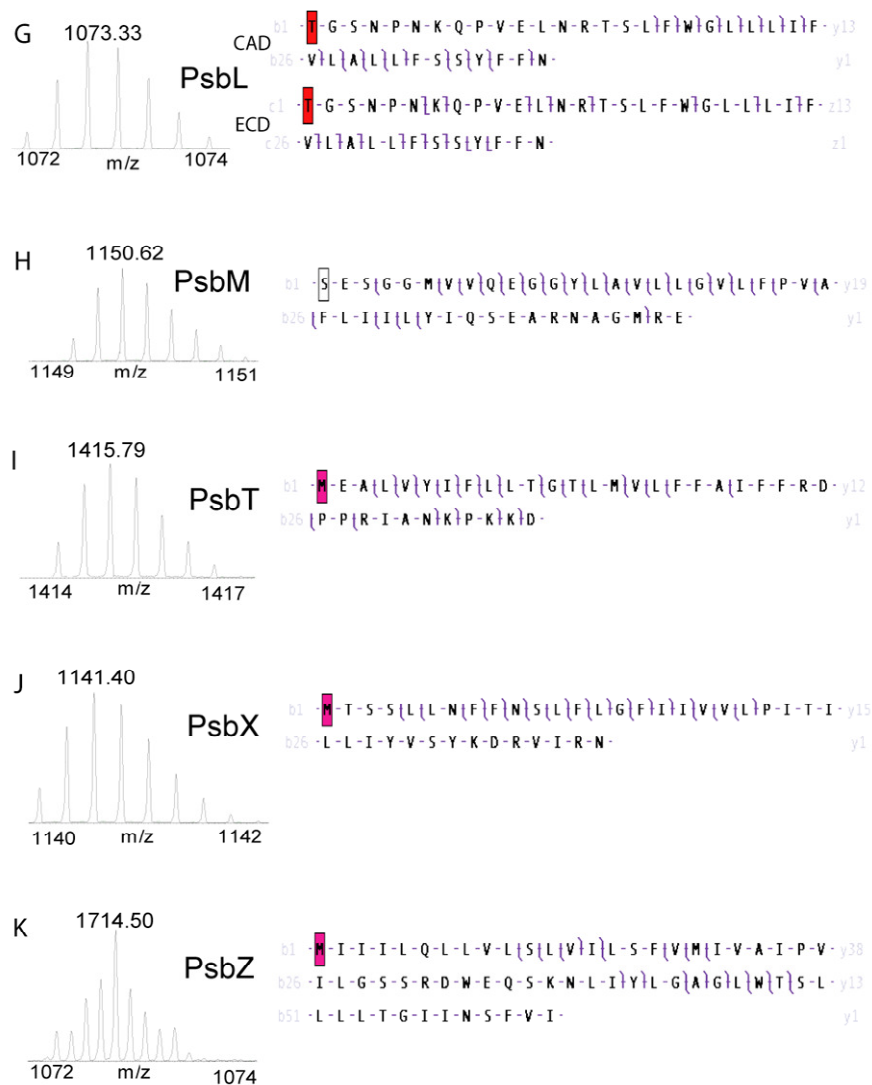 G
1073.33
PsbL
1072 m/z 1074
CAD
b1 -T-G-S-N-P-N-K-Q-P-V-E-L-N-R-T-S-L-F-W-G-L-L-L-I-F- y13
b26 V-L-A-L-L-F-S-S-Y-F-F-N- y1
ECD
c1 -T-G-S-N-P-N-K-Q-P-V-E-L-N-R-T-S-L-F-W-G-L-L-L-I-F- z13
c26 V-L-A-L-L-F-S-S-Y-F-F-N- z1
H
1150.62
PsbM
1149 m/z 1151
b1 -S-E-S-G-G-M-V-V-Q-E-G-G-Y-L-A-V-L-L-G-V-L-F-P-V-A- y19
b26 F-L-I-I-L-Y-I-Q-S-E-A-R-N-A-G-M-R-E- y1
I
1415.79
PsbT
1414 m/z 1417
b1 -M-E-A-L-V-Y-I-F-L-L-T-G-T-L-M-V-L-F-F-A-I-F-F-R-D- y12
b26 P-P-R-I-A-N-K-P-K-K-D- y1
J
1141.40
PsbX
1140 m/z 1142
b1 -M-T-S-S-L-L-N-F-F-N-S-L-F-L-G-F-I-I-V-V-L-P-I-T-I- y15
b26 -L-L-I-Y-V-S-Y-K-D-R-V-I-R-N- y1
K
1714.50
PsbZ
1072 m/z 1074
b1 -M-I-I-I-L-Q-L-L-V-L-S-L-V-I-L-S-F-V-M-I-V-A-I-P-V- y38
b26 -I-L-G-S-S-R-D-W-E-Q-S-K-N-L-I-Y-L-G-A-G-L-W-T-S-L- y13
b51 -L-L-L-T-G-I-I-N-S-F-V-I- y1